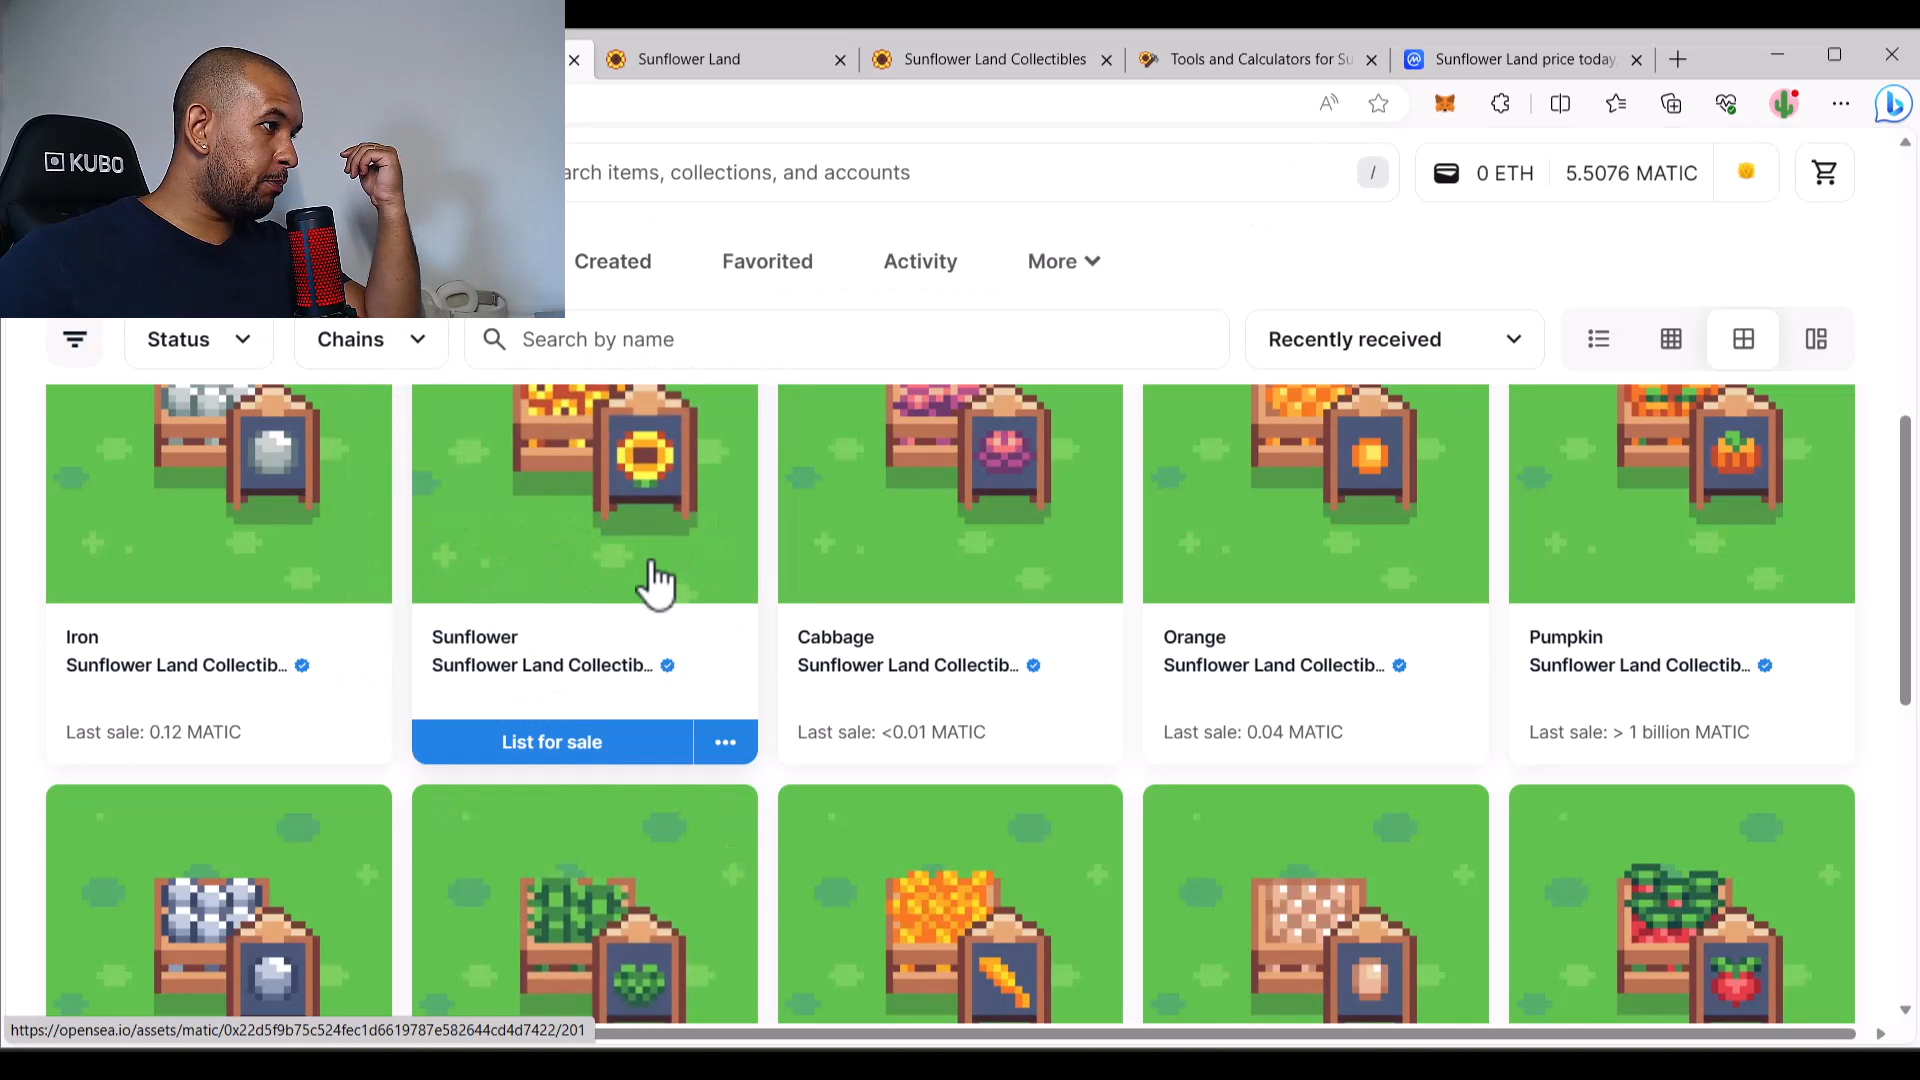 KUBO
Sunflower Land
Sunflower Land Collectibles
Tools and Calculators for Su
Sunflower Land price today,
arch items, collections, and accounts
/
0 ETH
5.5076 MATIC
Created
Favorited
Activity
More
Status
Chains
Search by name
Recently received
Iron
Sunflower Land Collectib...
Last sale: 0.12 MATIC
Sunflower
Sunflower Land Collectib...
List for sale
Cabbage
Sunflower Land Collectib...
Last sale: <0.01 MATIC
Orange
Sunflower Land Collectib...
Last sale: 0.04 MATIC
Pumpkin
Sunflower Land Collectib...
Last sale: > 1 billion MATIC
https://opensea.io/assets/matic/0x22d5f9b75c524fec1d6619787e582644cd4d7422/201